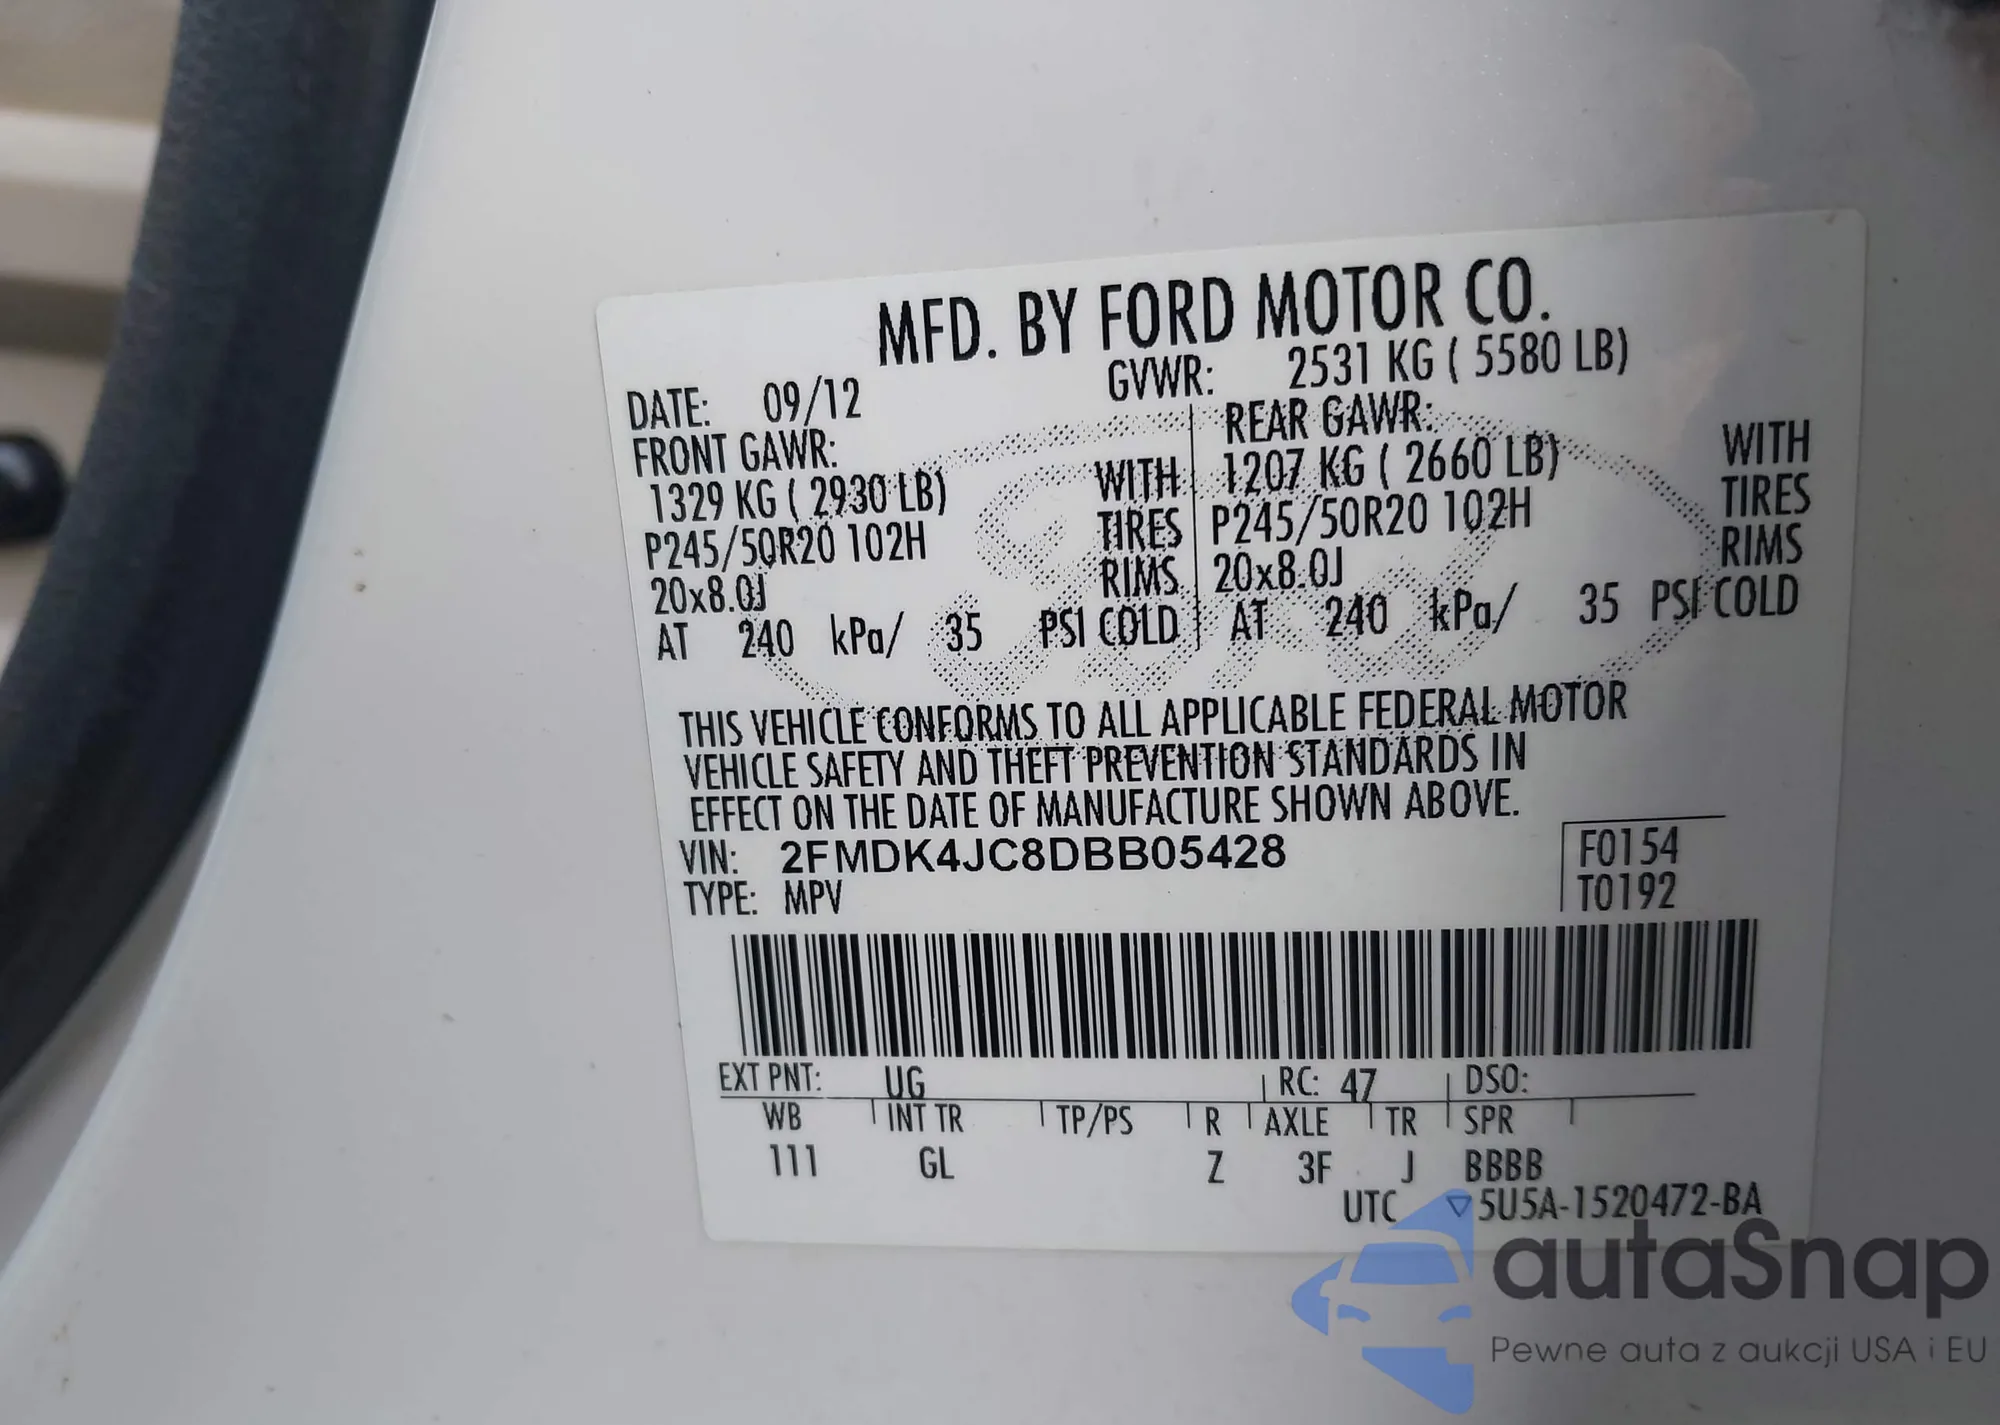 MFD. BY FORD MOTOR CO.
DATE: 09/12 GVWR: 2531 KG ( 5580 LB)
FRONT GAWR: REAR GAWR:
1329 KG ( 2930 LB) WITH 1207 KG ( 2660 LB) WITH
P245/50R20 102H TIRES P245/50R20 102H TIRES
20x8.0J RIMS 20x8.0J RIMS
AT 240 kPa/ 35 PSI COLD AT 240 kPa/ 35 PSI COLD
THIS VEHICLE CONFORMS TO ALL APPLICABLE FEDERAL MOTOR
VEHICLE SAFETY AND THEFT PREVENTION STANDARDS IN
EFFECT ON THE DATE OF MANUFACTURE SHOWN ABOVE.
VIN: 2FMDK4JC8DBB05428 F0154
TYPE: MPV T0192
EXT PNT: UG RC: 47 DSO:
WB INT TR TP/PS R AXLE TR SPR
111 GL Z 3F J BBBB
UTC ▽5U5A-1520472-BA
autaSnap
Pewne auta z aukcji USA i EU